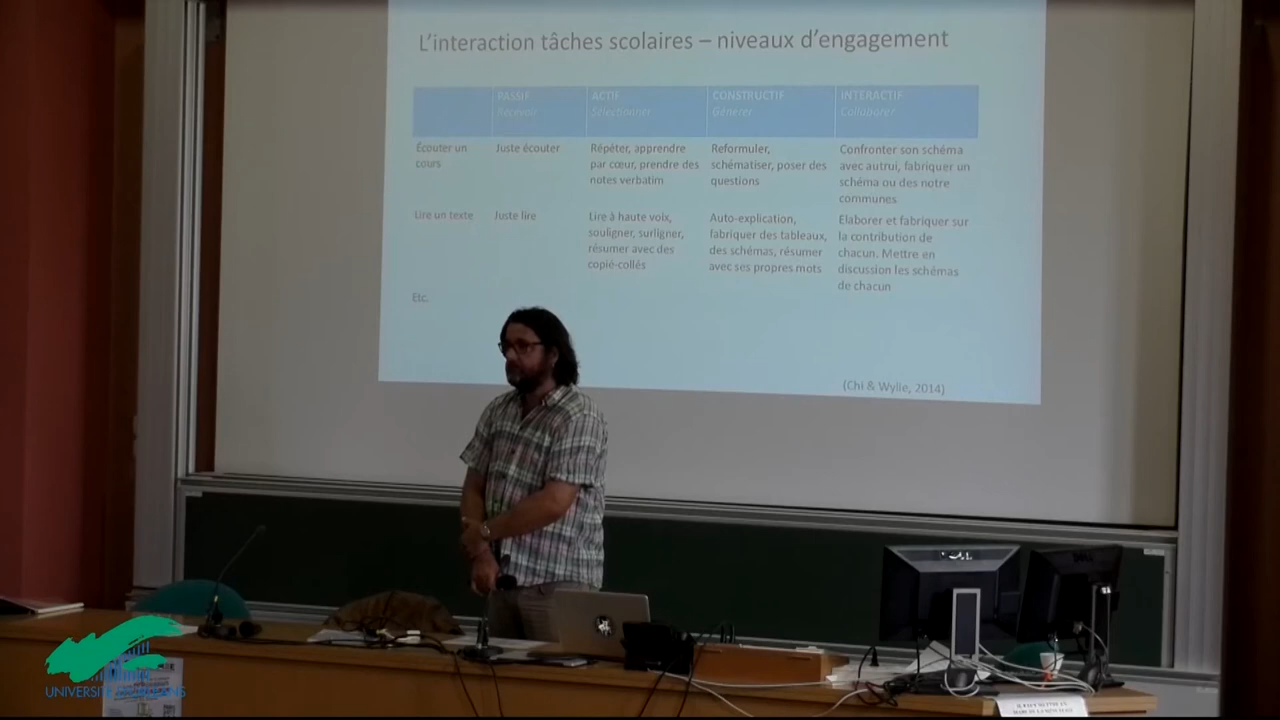 L'interaction tâches scolaires – niveaux d'engagement
PASSIF
Recevoir
ACTIF
Sélectionner
CONSTRUCTIF
Générer
INTERACTIF
Collaborer
Écouter un
cours
Juste écouter
Répéter, apprendre
par cœur, prendre des
notes verbatim
Reformuler,
schématiser, poser des
questions
Confronter son schéma
avec autrui, fabriquer un
schéma ou des notre
communes
Lire un texte
Juste lire
Lire à haute voix,
souligner, surligner,
résumer avec des
copié-collés
Auto-explication,
fabriquer des tableaux,
des schémas, résumer
avec ses propres mots
Elaborer et fabriquer sur
la contribution de
chacun. Mettre en
discussion les schémas
de chacun
Etc.
(Chi & Wylie, 2014)
UNIVERSITÉ D'ORLÉANS